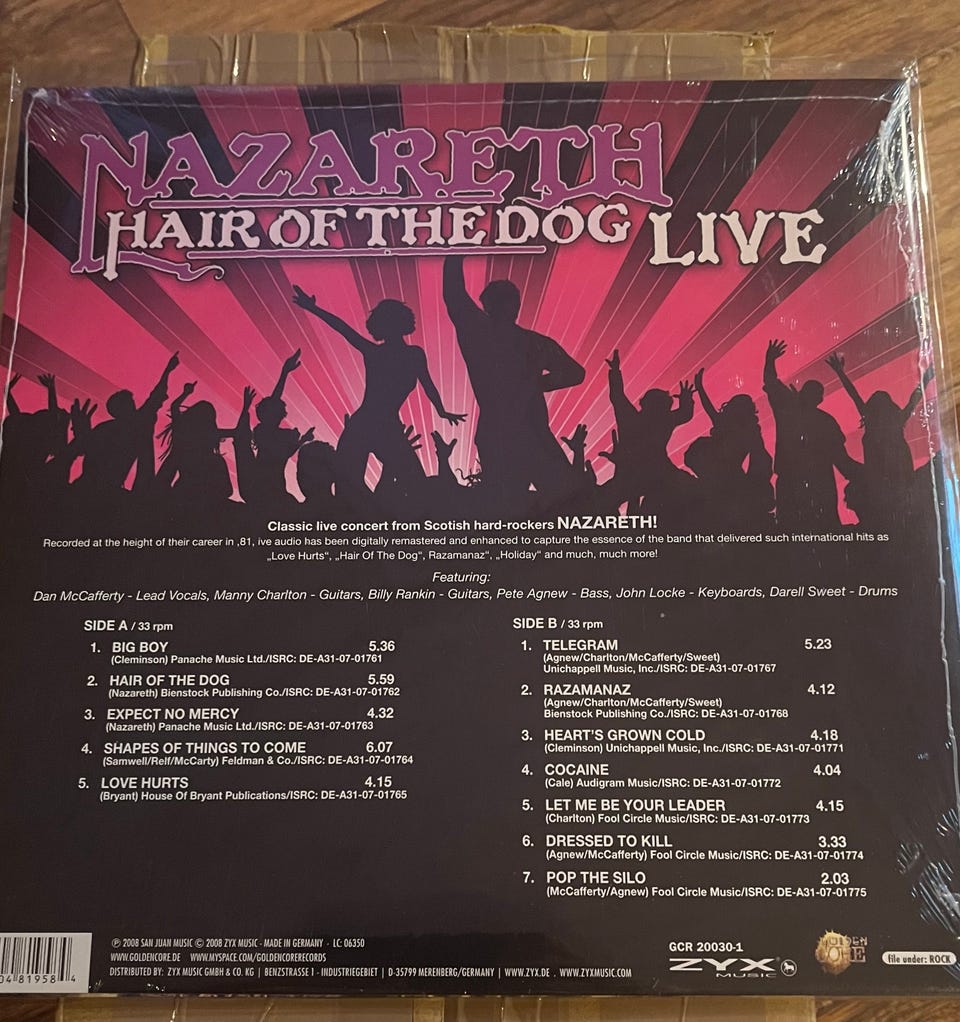 NAZARETH
HAIR OF THE DOG LIVE
Classic live concert from Scotish hard-rockers NAZARETH!
Recorded at the height of their career in ‚81, ive audio has been digitally remastered and enhanced to capture the essence of the band that delivered such international hits as
„Love Hurts“, „Hair Of The Dog“, Razamanaz“, „Holiday“ and much, much more!
Featuring:
Dan McCafferty - Lead Vocals, Manny Charlton - Guitars, Billy Rankin - Guitars, Pete Agnew - Bass, John Locke - Keyboards, Darell Sweet - Drums
SIDE A / 33 rpm
1. BIG BOY 5.36
(Cleminson) Panache Music Ltd./ISRC: DE-A31-07-01761
2. HAIR OF THE DOG 5.59
(Nazareth) Bienstock Publishing Co./ISRC: DE-A31-07-01762
3. EXPECT NO MERCY 4.32
(Nazareth) Panache Music Ltd./ISRC: DE-A31-07-01763
4. SHAPES OF THINGS TO COME 6.07
(Samwell/Relf/McCarty) Feldman & Co./ISRC: DE-A31-07-01764
5. LOVE HURTS 4.15
(Bryant) House Of Bryant Publications/ISRC: DE-A31-07-01765
SIDE B / 33 rpm
1. TELEGRAM 5.23
(Agnew/Charlton/McCafferty/Sweet)
Unichappell Music, Inc./ISRC: DE-A31-07-01767
2. RAZAMANAZ 4.12
(Agnew/Charlton/McCafferty/Sweet)
Bienstock Publishing Co./ISRC: DE-A31-07-01768
3. HEART'S GROWN COLD 4.18
(Cleminson) Unichappell Music, Inc./ISRC: DE-A31-07-01771
4. COCAINE 4.04
(Cale) Audigram Music/ISRC: DE-A31-07-01772
5. LET ME BE YOUR LEADER 4.15
(Charlton) Fool Circle Music/ISRC: DE-A31-07-01773
6. DRESSED TO KILL 3.33
(Agnew/McCafferty) Fool Circle Music/ISRC: DE-A31-07-01774
7. POP THE SILO 2.03
(McCafferty/Agnew) Fool Circle Music/ISRC: DE-A31-07-01775
04 81958 4
℗ 2008 SAN JUAN MUSIC © 2008 ZYX MUSIC · MADE IN GERMANY · LC: 06350
WWW.GOLDENCORE.DE WWW.MYSPACE.COM/GOLDENCORERECORDS
DISTRIBUTED BY: ZYX MUSIC GMBH & CO. KG | BENZSTRASSE 1 - INDUSTRIEGEBIET | D-35799 MERENBERG/GERMANY | WWW.ZYX.DE . WWW.ZYXMUSIC.COM
GCR 20030-1
ZYX
MUSIC
GOLDEN
CORE
file under: ROCK